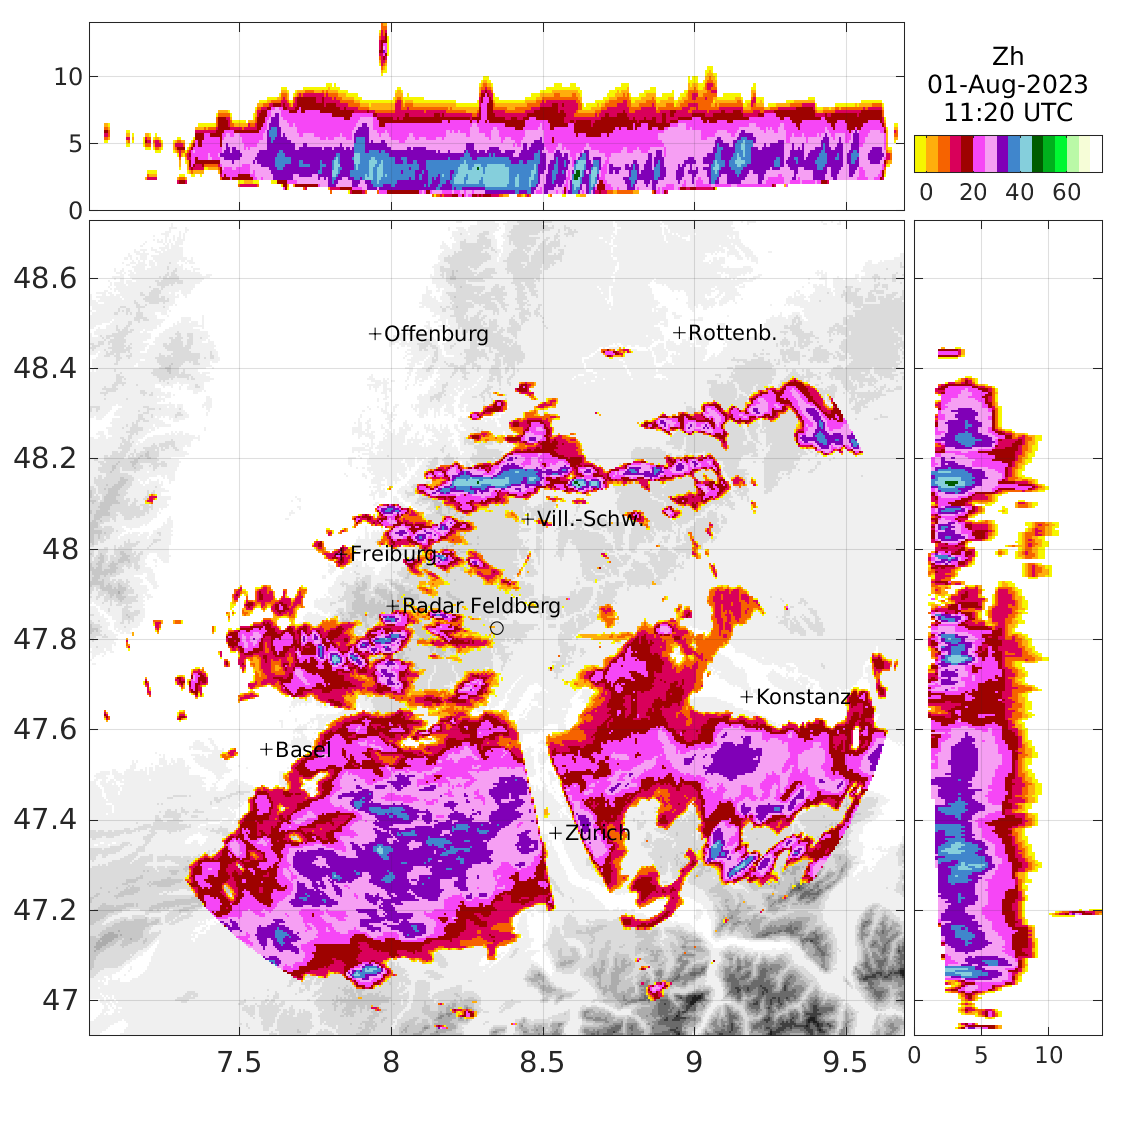 Zh
01-Aug-2023
11:20 UTC
0 20 40 60
10
5
0
48.6
48.4
48.2
48
47.8
47.6
47.4
47.2
47
+Offenburg
+Rottenb.
+Vill.-Schw.
+Freiburg
+Radar Feldberg
+Konstanz
+Basel
+Zürich
7.5 8 8.5 9 9.5
0 5 10